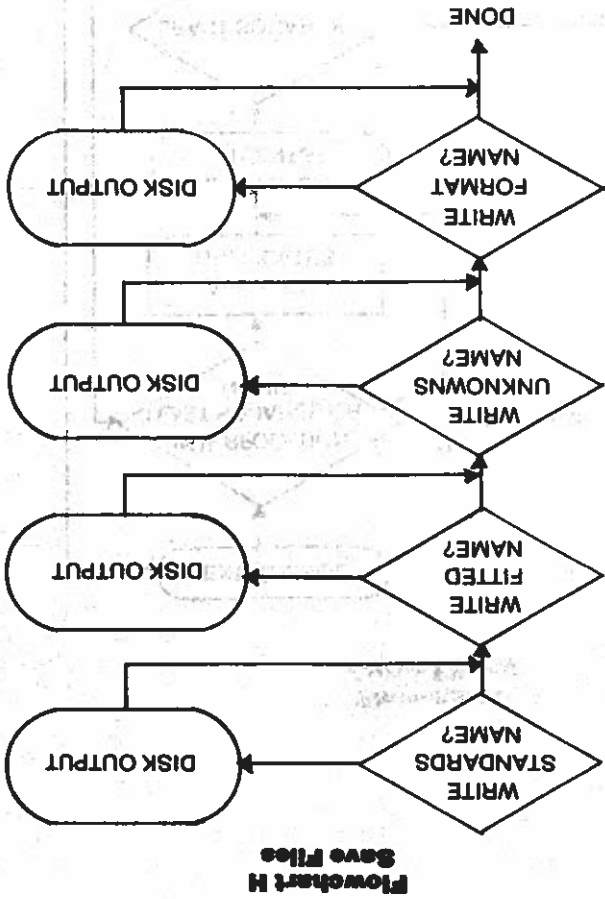 Flowchart H
Save Files
WRITE
STANDARDS
NAME?
DISK OUTPUT
WRITE
FITTED
NAME?
DISK OUTPUT
WRITE
UNKNOWNS
NAME?
DISK OUTPUT
WRITE
FORMAT
NAME?
DISK OUTPUT
DONE